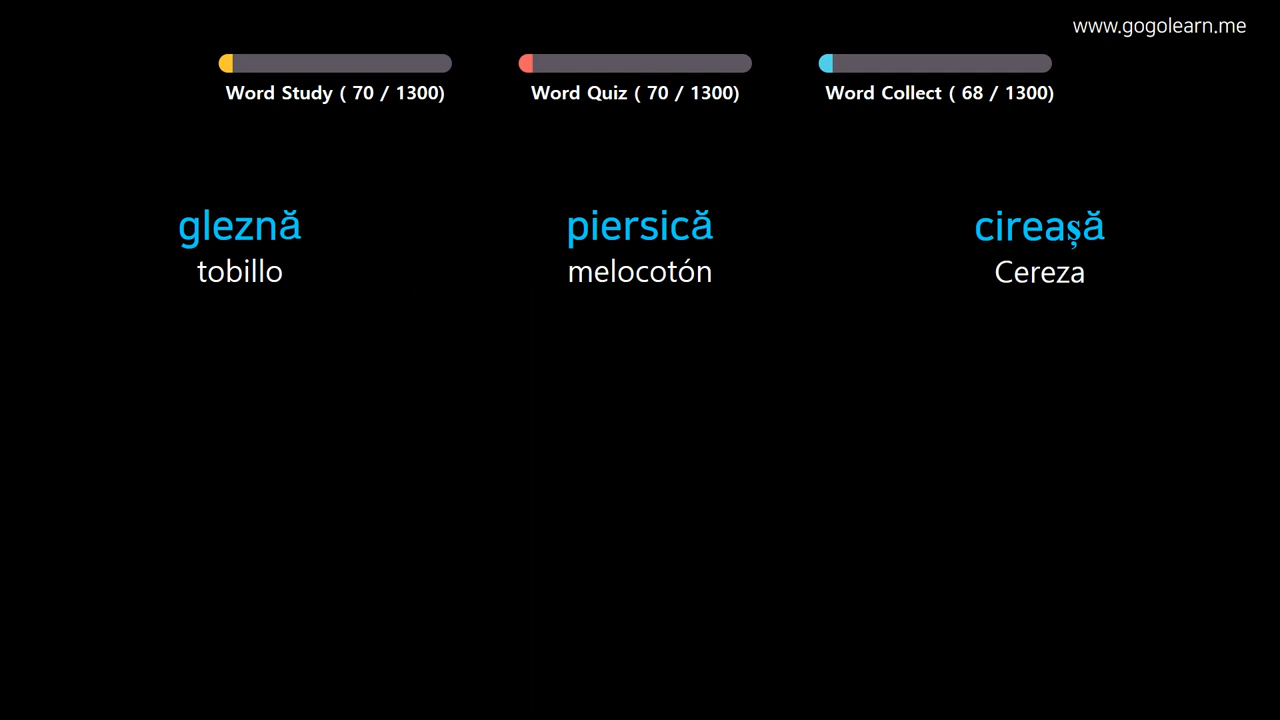 www.gogolearn.me
Word Study ( 70 / 1300)
Word Quiz ( 70 / 1300)
Word Collect ( 68 / 1300)
gleznă
tobillo
piersică
melocotón
cireașă
Cereza